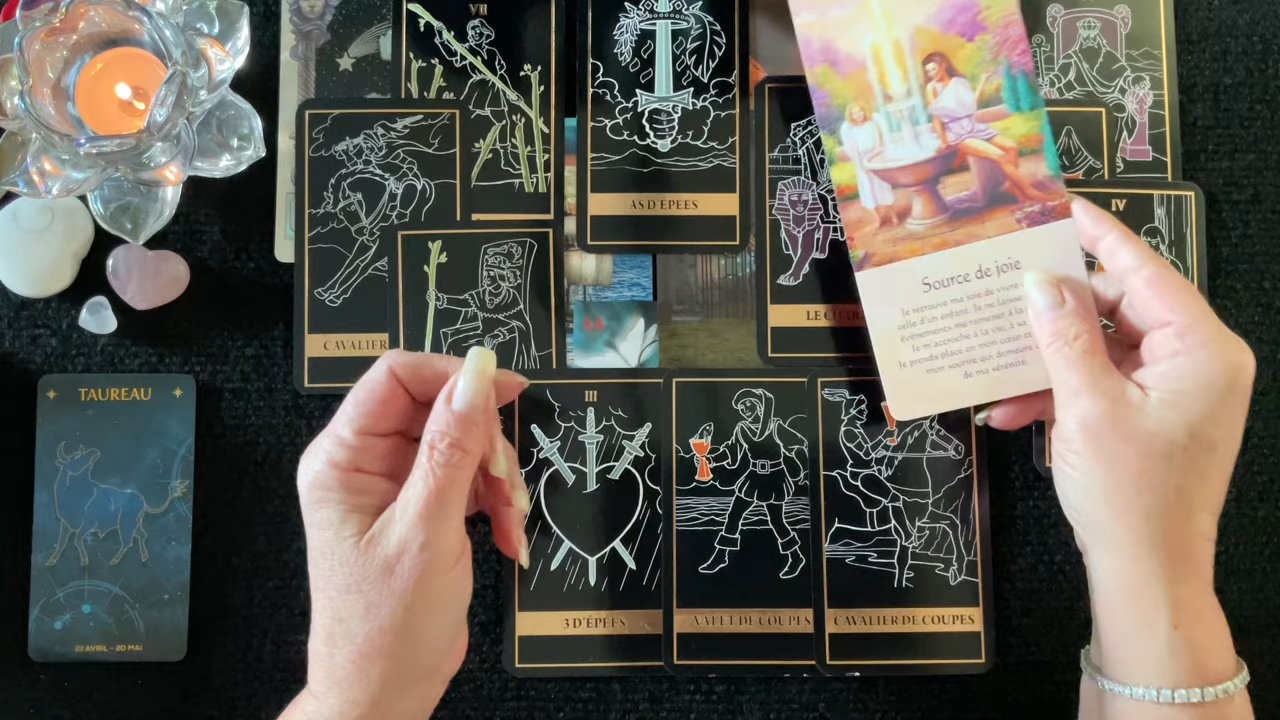 VII
AS D'ÉPEES
IV
Source de joie
Je retrouve ma joie de vivre
celle d'un enfant. Je ne laisse
événements me ramener à la
Je m'accroche à la vie, à sa
Je prends place en mon cœur et
mon sourire qui demeure
de ma sérénité.
LE CHAR
CAVALIER
TAUREAU
21 AVRIL - 20 MAI
III
3 D'ÉPÉES
VALET DE COUPES
CAVALIER DE COUPES